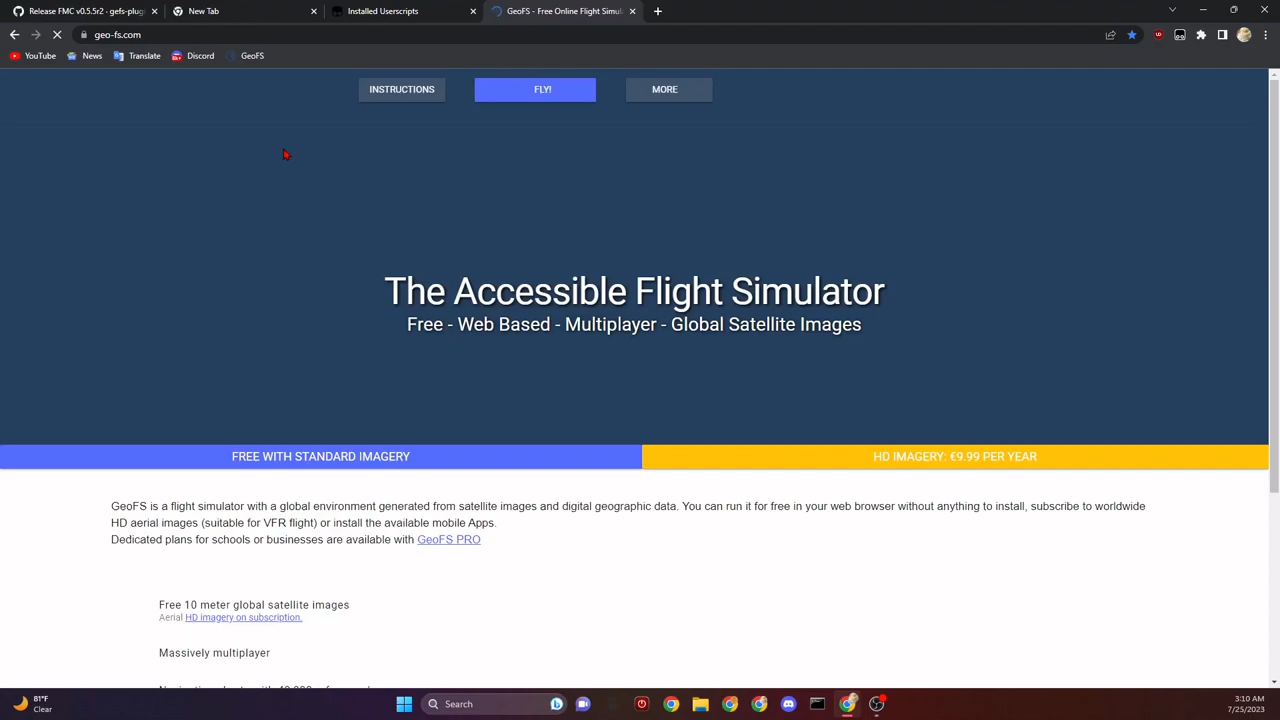 Release FMC v0.5.5r2 - gefs-plug
New Tab
Installed Userscripts
GeoFS - Free Online Flight Simul
geo-fs.com
YouTube
News
Translate
Discord
GeoFS
INSTRUCTIONS
FLY!
MORE
The Accessible Flight Simulator
Free - Web Based - Multiplayer - Global Satellite Images
FREE WITH STANDARD IMAGERY
HD IMAGERY: €9.99 PER YEAR
GeoFS is a flight simulator with a global environment generated from satellite images and digital geographic data. You can run it for free in your web browser without anything to install, subscribe to worldwide
HD aerial images (suitable for VFR flight) or install the available mobile Apps.
Dedicated plans for schools or businesses are available with GeoFS PRO
Free 10 meter global satellite images
Aerial HD imagery on subscription.
Massively multiplayer
81°F
Clear
Search
3:10 AM
7/25/2023